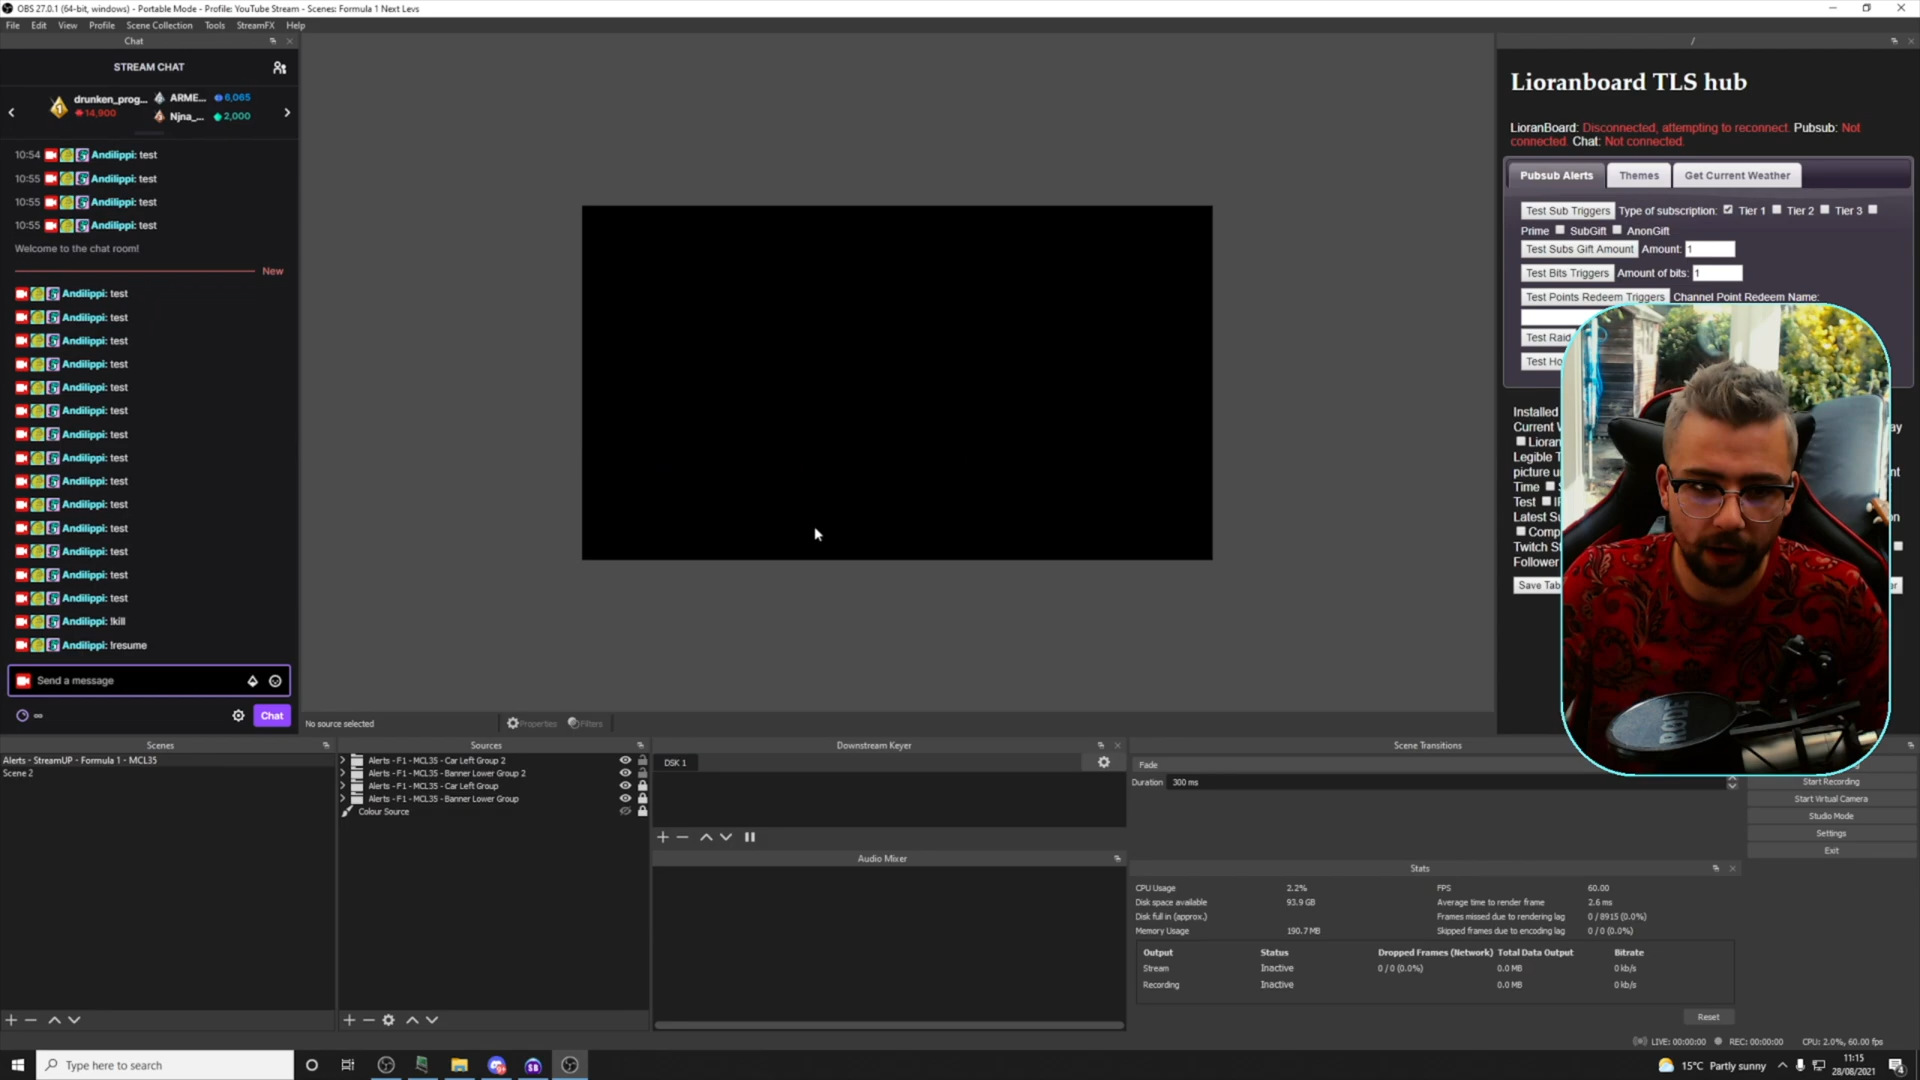 OBS 27.0.1 (64-bit, windows) - Portable Mode - Profile: YouTube Stream - Scenes: Formula 1 Next Levs
File Edit View Profile Scene Collection Tools StreamFX Help
Chat
STREAM CHAT
drunken_prog... ARME... 6,065
14,900 Njna_... 2,000
10:54 Andilippi: test
10:55 Andilippi: test
10:55 Andilippi: test
10:55 Andilippi: test
Welcome to the chat room!
New
Andilippi: test
Andilippi: test
Andilippi: test
Andilippi: test
Andilippi: test
Andilippi: test
Andilippi: test
Andilippi: test
Andilippi: test
Andilippi: test
Andilippi: test
Andilippi: test
Andilippi: test
Andilippi: test
Andilippi: !kill
Andilippi: !resume
Send a message
Chat
Lioranboard TLS hub
LioranBoard: Disconnected, attempting to reconnect. Pubsub: Not
connected. Chat: Not connected.
Pubsub Alerts Themes Get Current Weather
Test Sub Triggers Type of subscription: Tier 1 Tier 2 Tier 3
Prime SubGift AnonGift
Test Subs Gift Amount Amount: 1
Test Bits Triggers Amount of bits: 1
Test Points Redeem Triggers Channel Point Redeem Name:
Test Raid
Installed
Legible
picture
Time
Test
Latest
Twitch
Follower
Save
RODE
No source selected Properties Filters
Scenes
Alerts - StreamUP - Formula 1 - MCL35
Scene 2
Sources
Alerts - F1 - MCL35 - Car Left Group 2
Alerts - F1 - MCL35 - Banner Lower Group 2
Alerts - F1 - MCL35 - Car Left Group
Alerts - F1 - MCL35 - Banner Lower Group
Colour Source
Downstream Keyer
DSK 1
Audio Mixer
Scene Transitions
Fade
Duration 300 ms
Start Recording
Start Virtual Camera
Studio Mode
Settings
Exit
Stats
CPU Usage 2.2% FPS 60.00
Disk space available 93.9 GB Average time to render frame 2.6 ms
Disk full in (approx.) Frames missed due to rendering lag 0 / 8915 (0.0%)
Memory Usage 190.7 MB Skipped frames due to encoding lag 0 / 0 (0.0%)
Output Status Dropped Frames (Network) Total Data Output Bitrate
Stream Inactive 0 / 0 (0.0%) 0.0 MB 0 kb/s
Recording Inactive 0.0 MB 0 kb/s
Reset
LIVE: 00:00:00 REC: 00:00:00 CPU: 2.0%, 60.00 fps
Type here to search
SB
15°C Partly sunny
11:15
28/08/2021